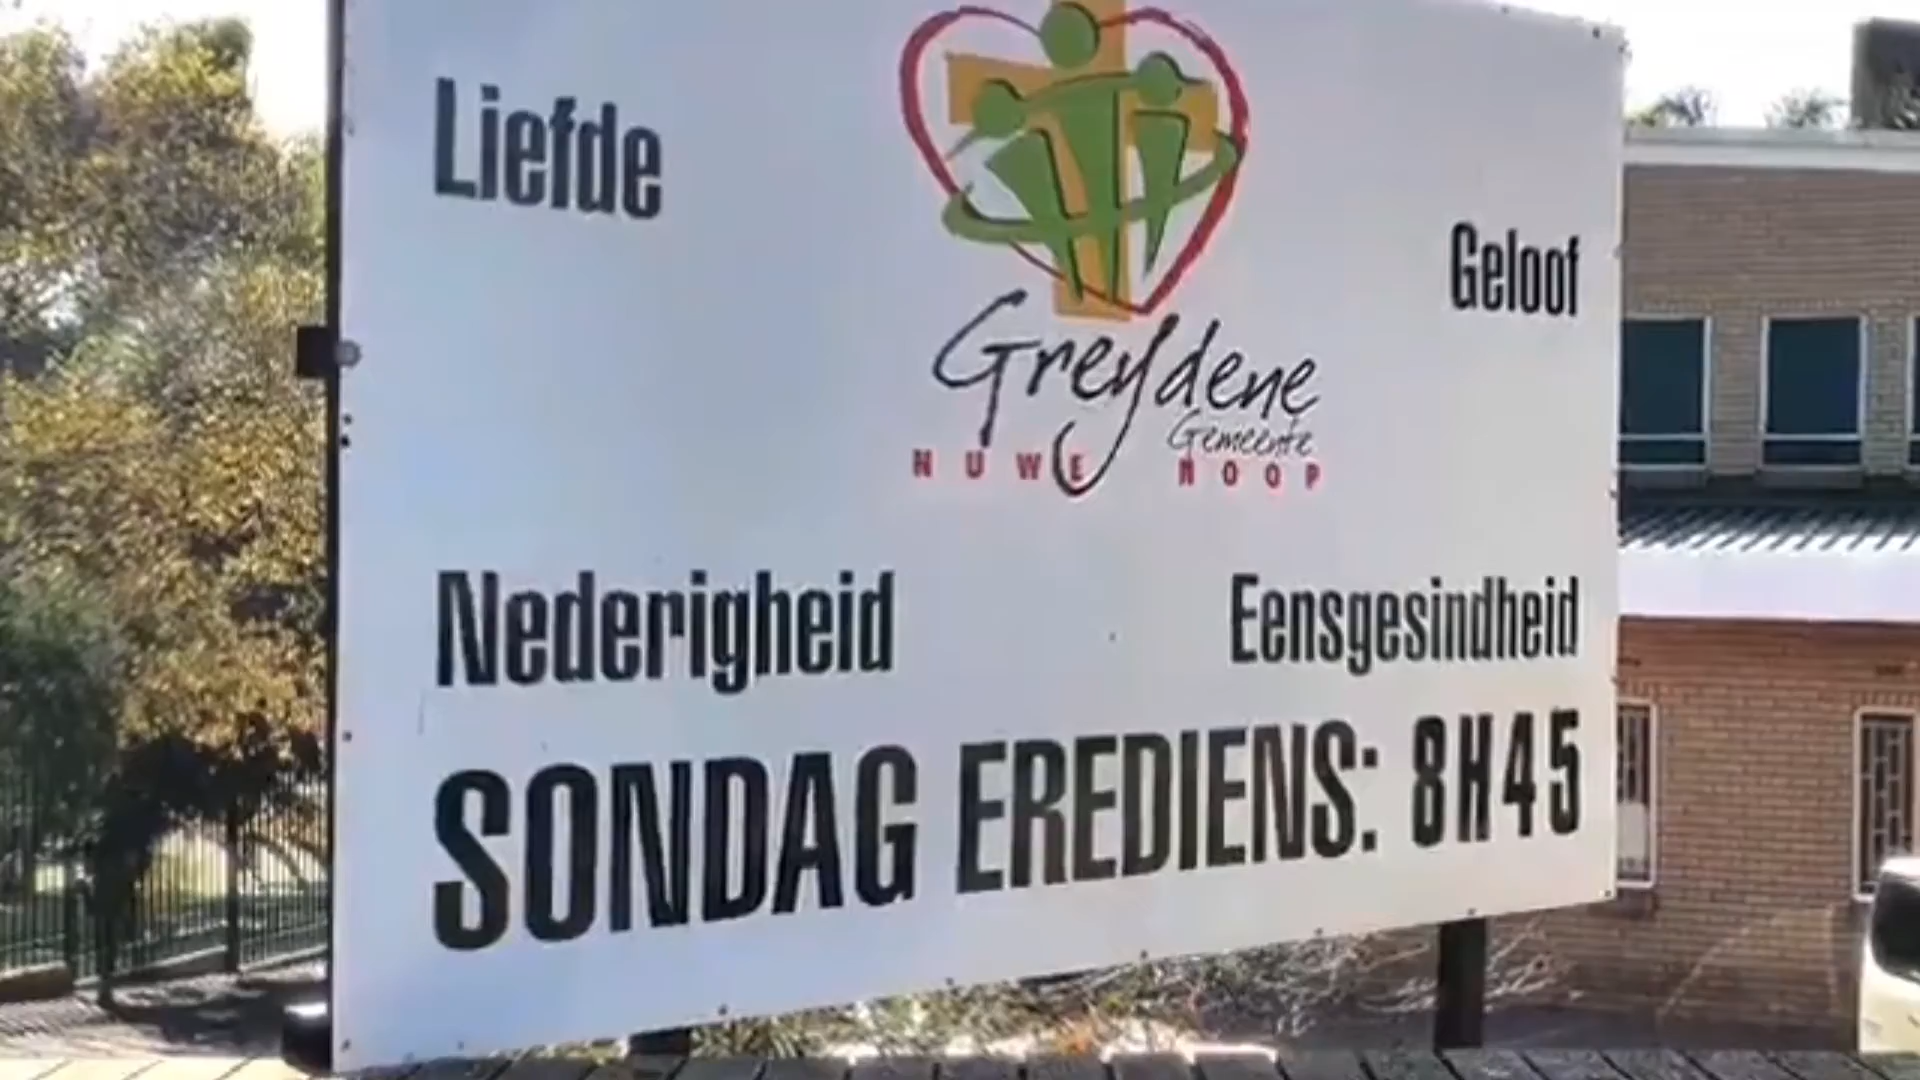 Liefde
Geloof
Greydene
Gemeente
NUWE HOOP
Nederigheid
Eensgesindheid
SONDAG EREDIENS: 8H45